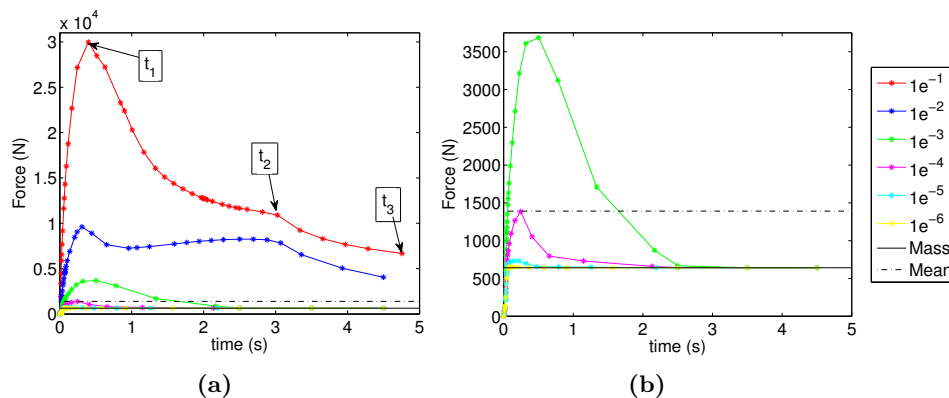 x 10⁴
3
2.5
2
1.5
1
0.5
0
0 1 2 3 4 5
Force (N)
time (s)
t₁
t₂
t₃
(a)
3500
3000
2500
2000
1500
1000
500
0
0 1 2 3 4 5
Force (N)
time (s)
(b)
1e⁻¹
1e⁻²
1e⁻³
1e⁻⁴
1e⁻⁵
1e⁻⁶
Mass
Mean